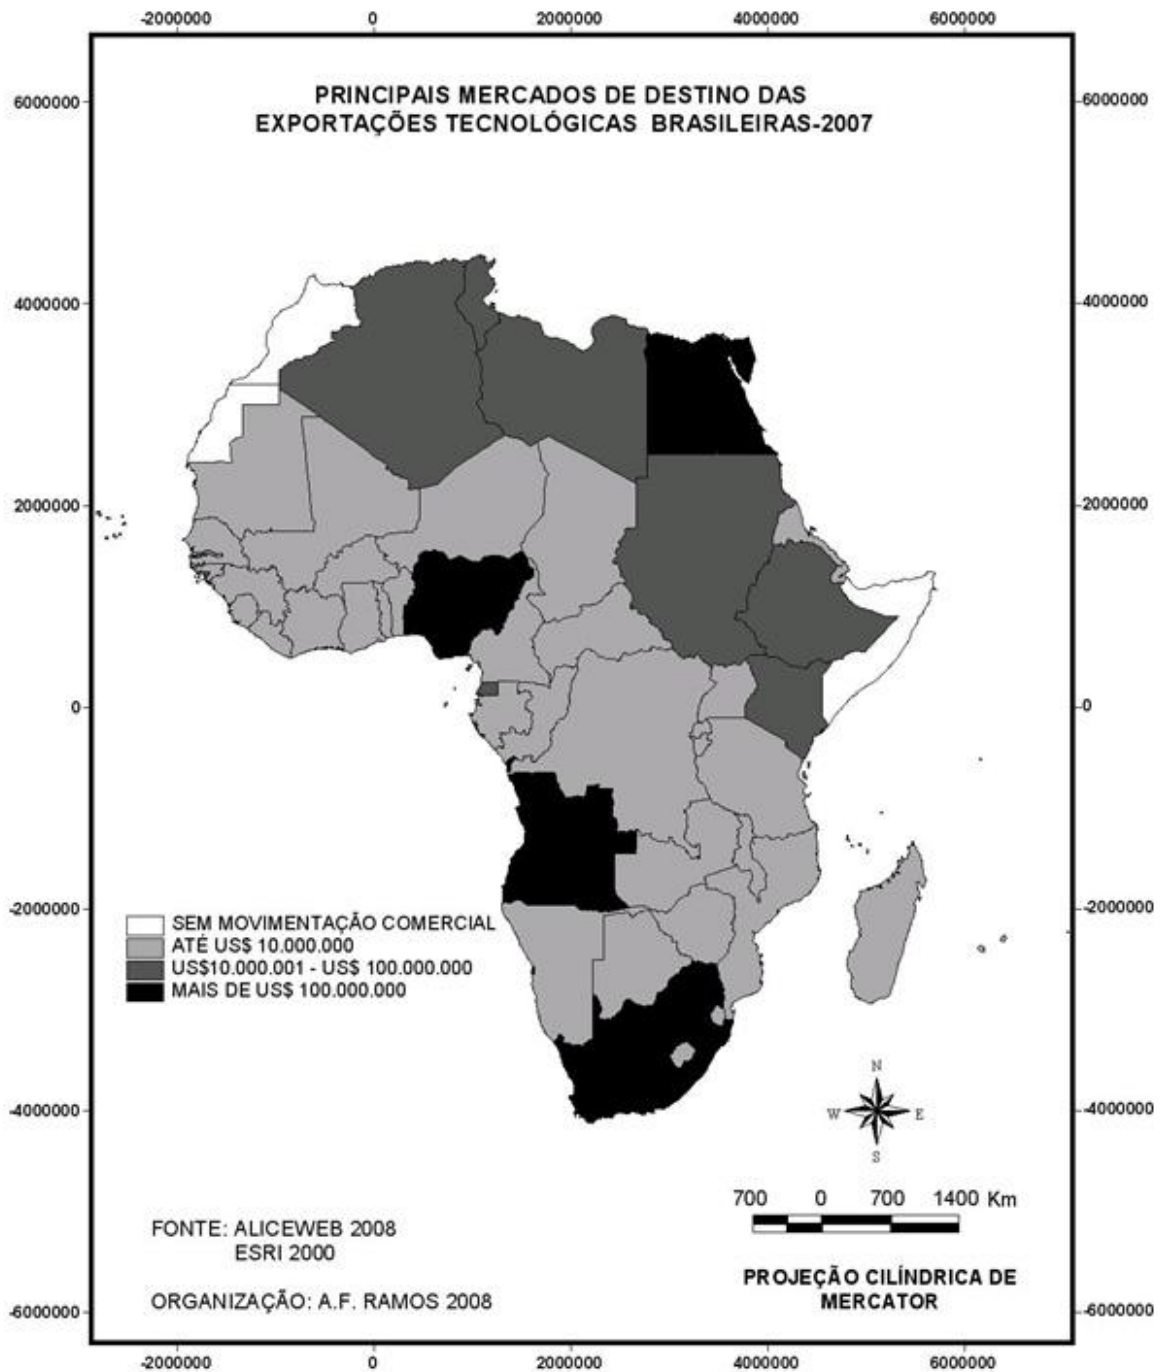 -2000000 0 2000000 4000000 6000000
PRINCIPAIS MERCADOS DE DESTINO DAS
EXPORTAÇÕES TECNOLÓGICAS BRASILEIRAS-2007
6000000 6000000
4000000 4000000
2000000 2000000
0 0
-2000000 -2000000
SEM MOVIMENTAÇÃO COMERCIAL
ATÉ US$ 10.000.000
US$10.000.001 - US$ 100.000.000
MAIS DE US$ 100.000.000
N
W E
S
-4000000 -4000000
700 0 700 1400 Km
FONTE: ALICEWEB 2008
ESRI 2000
PROJEÇÃO CILÍNDRICA DE
MERCATOR
ORGANIZAÇÃO: A.F. RAMOS 2008
-6000000 -6000000
-2000000 0 2000000 4000000 6000000